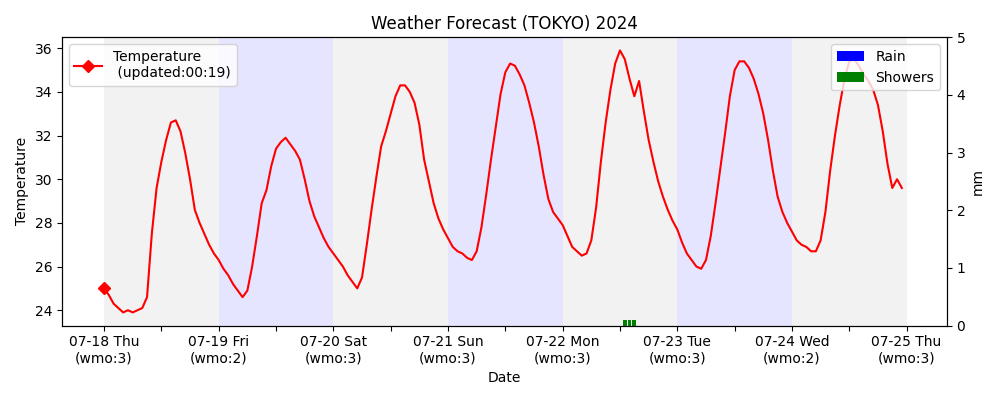 Weather Forecast (TOKYO) 2024
Temperature
(updated:00:19)
Rain
Showers
36
34
32
30
28
26
24
Temperature
5
4
3
2
1
0
mm
07-18 Thu
(wmo:3)
07-19 Fri
(wmo:2)
07-20 Sat
(wmo:3)
07-21 Sun
(wmo:3)
07-22 Mon
(wmo:3)
07-23 Tue
(wmo:3)
07-24 Wed
(wmo:2)
07-25 Thu
(wmo:3)
Date